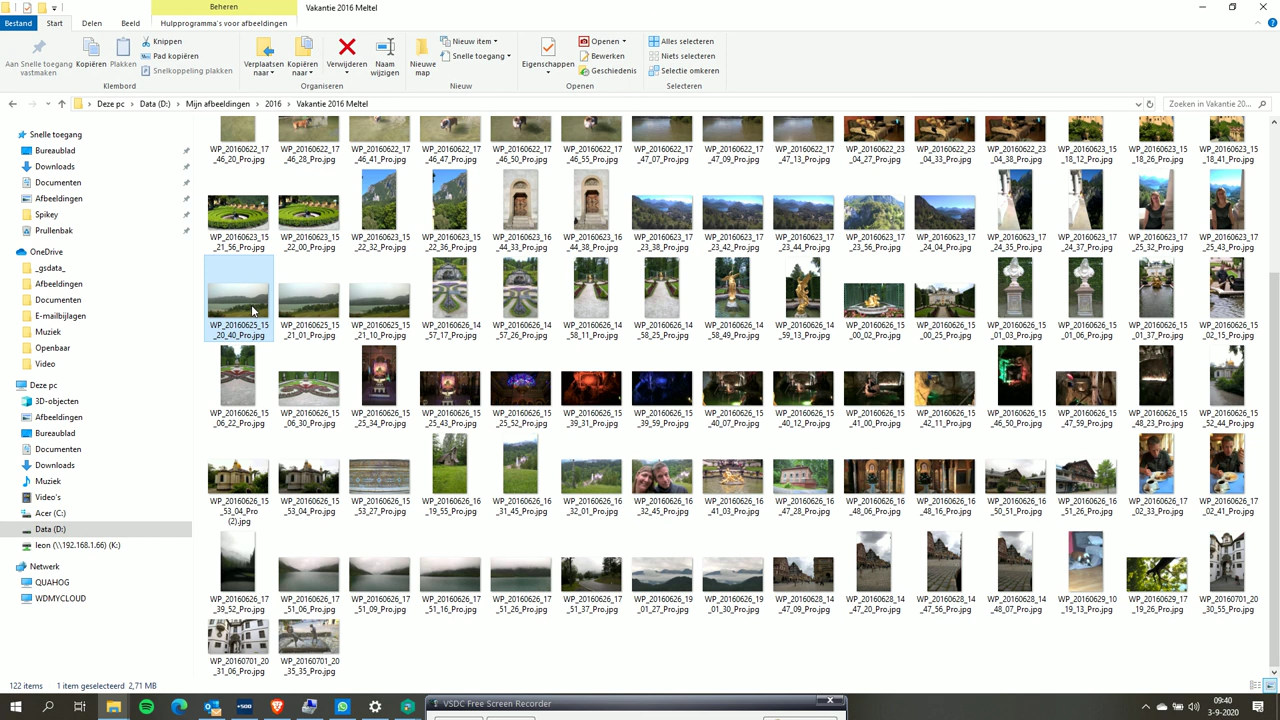 Beheren
Vakantie 2016 Meltel
Bestand
Start
Delen
Beeld
Hulpprogramma's voor afbeeldingen
Aan Snelle toegang vastmaken
Kopiëren
Plakken
Knippen
Pad kopiëren
Snelkoppeling plakken
Klembord
Verplaatsen naar
Kopiëren naar
Verwijderen
Naam wijzigen
Organiseren
Nieuwe map
Nieuw item
Snelle toegang
Nieuw
Eigenschappen
Openen
Bewerken
Geschiedenis
Openen
Alles selecteren
Niets selecteren
Selectie omkeren
Selecteren
Deze pc > Data (D:) > Mijn afbeeldingen > 2016 > Vakantie 2016 Meltel
Zoeken in Vakantie 20...
Snelle toegang
Bureaublad
Downloads
Documenten
Afbeeldingen
Spikey
Prullenbak
OneDrive
_gsdata_
Afbeeldingen
Documenten
E-mailbijlagen
Muziek
Openbaar
Video
Deze pc
3D-objecten
Afbeeldingen
Bureaublad
Documenten
Downloads
Muziek
Video's
Acer (C:)
Data (D:)
leon (\\192.168.1.66) (K:)
Netwerk
QUAHOG
WDMYCLOUD
WP_20160622_17_46_20_Pro.jpg
WP_20160622_17_46_28_Pro.jpg
WP_20160622_17_46_41_Pro.jpg
WP_20160622_17_46_47_Pro.jpg
WP_20160622_17_46_50_Pro.jpg
WP_20160622_17_46_55_Pro.jpg
WP_20160622_17_47_07_Pro.jpg
WP_20160622_17_47_09_Pro.jpg
WP_20160622_17_47_13_Pro.jpg
WP_20160622_23_04_27_Pro.jpg
WP_20160622_23_04_33_Pro.jpg
WP_20160622_23_04_38_Pro.jpg
WP_20160623_15_18_12_Pro.jpg
WP_20160623_15_18_26_Pro.jpg
WP_20160623_15_18_41_Pro.jpg
WP_20160623_15_21_56_Pro.jpg
WP_20160623_15_22_00_Pro.jpg
WP_20160623_15_22_32_Pro.jpg
WP_20160623_15_22_36_Pro.jpg
WP_20160623_16_44_33_Pro.jpg
WP_20160623_16_44_38_Pro.jpg
WP_20160623_17_23_38_Pro.jpg
WP_20160623_17_23_42_Pro.jpg
WP_20160623_17_23_44_Pro.jpg
WP_20160623_17_23_56_Pro.jpg
WP_20160623_17_24_04_Pro.jpg
WP_20160623_17_24_35_Pro.jpg
WP_20160623_17_24_37_Pro.jpg
WP_20160623_17_25_32_Pro.jpg
WP_20160623_17_25_43_Pro.jpg
WP_20160625_15_20_40_Pro.jpg
WP_20160625_15_21_01_Pro.jpg
WP_20160625_15_21_10_Pro.jpg
WP_20160626_14_57_17_Pro.jpg
WP_20160626_14_57_26_Pro.jpg
WP_20160626_14_58_11_Pro.jpg
WP_20160626_14_58_25_Pro.jpg
WP_20160626_14_58_49_Pro.jpg
WP_20160626_14_59_13_Pro.jpg
WP_20160626_15_00_02_Pro.jpg
WP_20160626_15_00_25_Pro.jpg
WP_20160626_15_01_03_Pro.jpg
WP_20160626_15_01_06_Pro.jpg
WP_20160626_15_01_37_Pro.jpg
WP_20160626_15_02_15_Pro.jpg
WP_20160626_15_06_22_Pro.jpg
WP_20160626_15_06_30_Pro.jpg
WP_20160626_15_25_34_Pro.jpg
WP_20160626_15_25_43_Pro.jpg
WP_20160626_15_25_52_Pro.jpg
WP_20160626_15_39_31_Pro.jpg
WP_20160626_15_39_59_Pro.jpg
WP_20160626_15_40_07_Pro.jpg
WP_20160626_15_40_12_Pro.jpg
WP_20160626_15_41_00_Pro.jpg
WP_20160626_15_42_11_Pro.jpg
WP_20160626_15_46_50_Pro.jpg
WP_20160626_15_47_59_Pro.jpg
WP_20160626_15_48_23_Pro.jpg
WP_20160626_15_52_44_Pro.jpg
WP_20160626_15_53_04_Pro (2).jpg
WP_20160626_15_53_04_Pro.jpg
WP_20160626_15_53_27_Pro.jpg
WP_20160626_16_19_55_Pro.jpg
WP_20160626_16_31_45_Pro.jpg
WP_20160626_16_32_01_Pro.jpg
WP_20160626_16_32_45_Pro.jpg
WP_20160626_16_41_03_Pro.jpg
WP_20160626_16_47_28_Pro.jpg
WP_20160626_16_48_06_Pro.jpg
WP_20160626_16_48_16_Pro.jpg
WP_20160626_16_50_51_Pro.jpg
WP_20160626_16_51_26_Pro.jpg
WP_20160626_17_02_33_Pro.jpg
WP_20160626_17_02_41_Pro.jpg
WP_20160626_17_39_52_Pro.jpg
WP_20160626_17_51_06_Pro.jpg
WP_20160626_17_51_09_Pro.jpg
WP_20160626_17_51_16_Pro.jpg
WP_20160626_17_51_26_Pro.jpg
WP_20160626_17_51_37_Pro.jpg
WP_20160626_19_01_27_Pro.jpg
WP_20160626_19_01_30_Pro.jpg
WP_20160628_14_47_09_Pro.jpg
WP_20160628_14_47_20_Pro.jpg
WP_20160628_14_47_56_Pro.jpg
WP_20160628_14_48_07_Pro.jpg
WP_20160629_10_19_13_Pro.jpg
WP_20160629_17_19_26_Pro.jpg
WP_20160701_20_30_55_Pro.jpg
WP_20160701_20_31_06_Pro.jpg
WP_20160701_20_35_35_Pro.jpg
122 items
1 item geselecteerd 2,71 MB
VSDC Free Screen Recorder
+500
09:40
3-9-2020